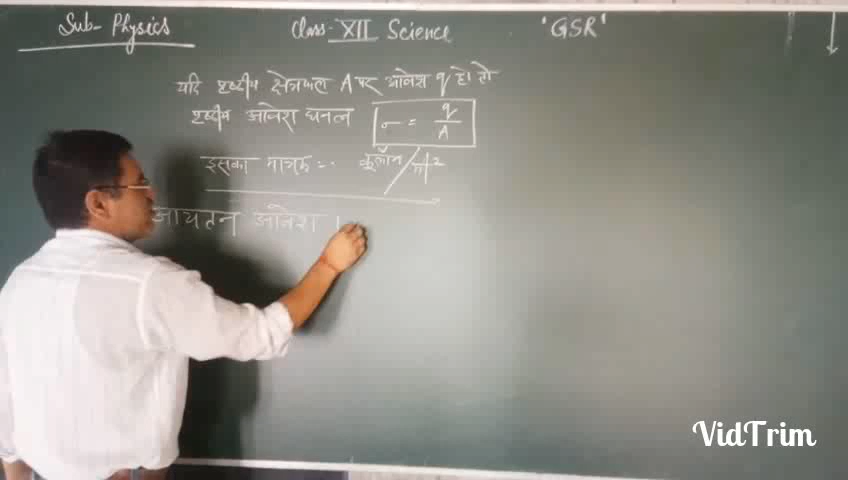 Sub- Physics Class- XII Science 'GSR'
यदि पृष्ठीय क्षेत्रफल A पर आवेश q हो तो
पृष्ठीय आवेश घनत्व σ = q/A
इसका मात्रक :- कूलॉम/मी²
आयतन आवेश
VidTrim